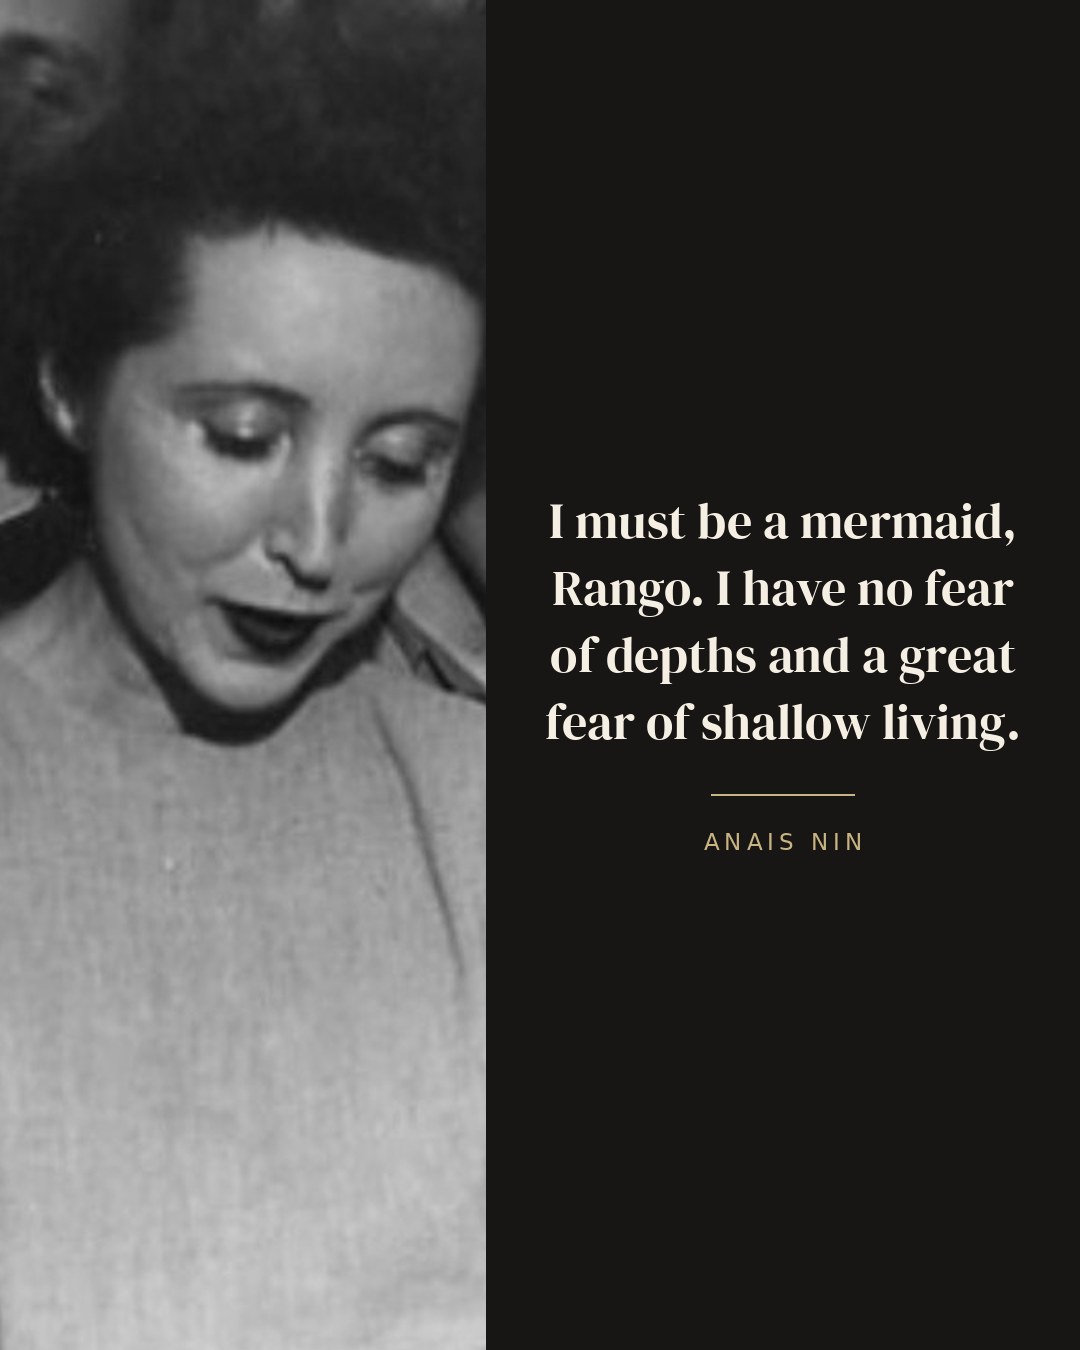 I must be a mermaid,
Rango. I have no fear
of depths and a great
fear of shallow living.
ANAIS NIN